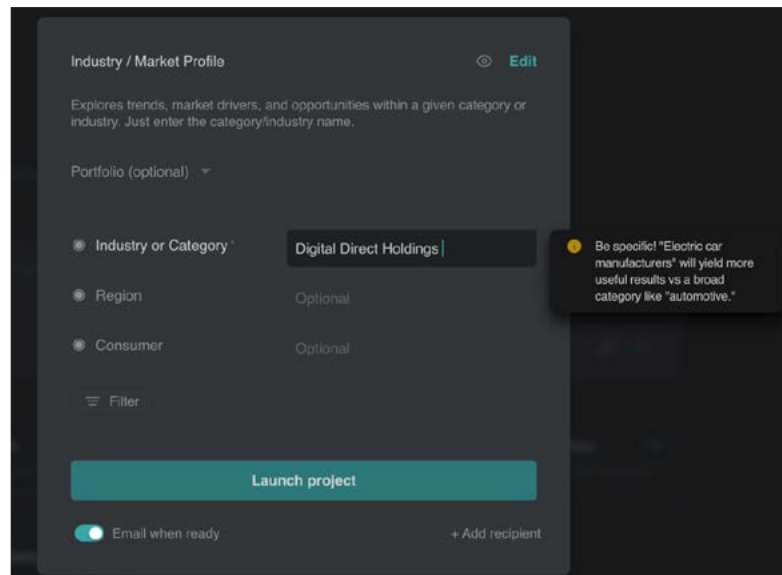 Industry / Market Profile
Edit
Explores trends, market drivers, and opportunities within a given category or
industry. Just enter the category/industry name.
Portfolio (optional)
Industry or Category *
Digital Direct Holdings
Be specific! "Electric car
manufacturers" will yield more
useful results vs a broad
category like "automotive."
Region
Optional
Consumer
Optional
Filter
Launch project
Email when ready
+ Add recipient